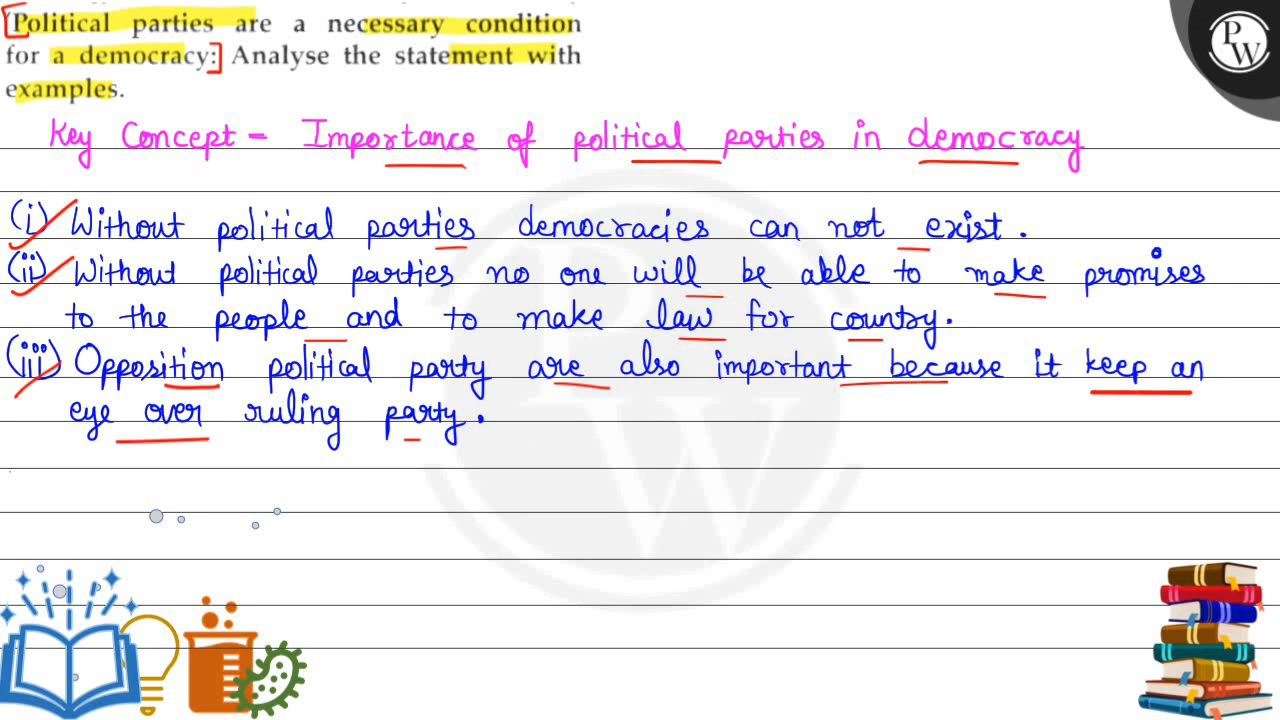 Political parties are a necessary condition
for a democracy: Analyse the statement with
examples.
Key Concept - Importance of political parties in democracy
(i) Without political parties democracies can not exist.
(ii) Without political parties no one will be able to make promises
to the people and to make law for country.
(iii) Opposition political party are also important because it keep an
eye over ruling party.
PW
PW